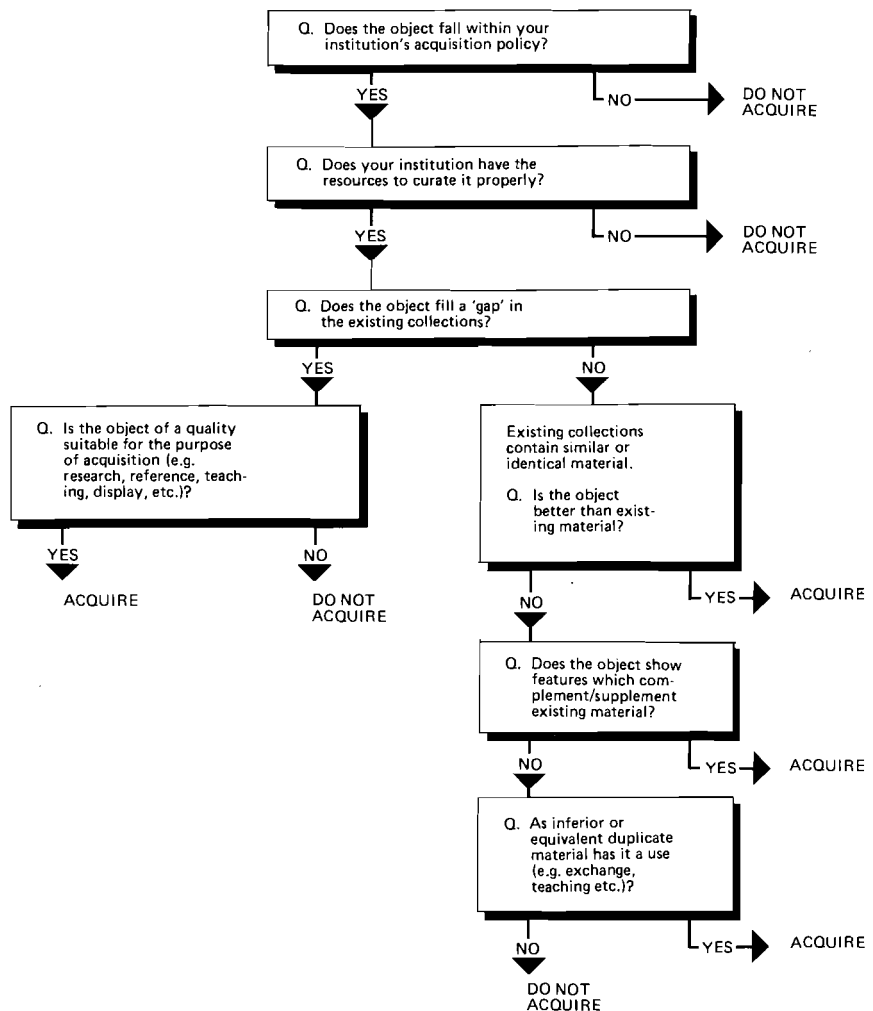 Q. Does the object fall within your
institution's acquisition policy?
YES
NO
DO NOT
ACQUIRE
Q. Does your institution have the
resources to curate it properly?
YES
NO
DO NOT
ACQUIRE
Q. Does the object fill a 'gap' in
the existing collections?
YES
NO
Q. Is the object of a quality
suitable for the purpose
of acquisition (e.g.
research, reference, teach-
ing, display, etc.)?
YES
ACQUIRE
NO
DO NOT
ACQUIRE
Existing collections
contain similar or
identical material.
Q. Is the object
better than exist-
ing material?
NO
YES
ACQUIRE
Q. Does the object show
features which com-
plement/supplement
existing material?
NO
YES
ACQUIRE
Q. As inferior or
equivalent duplicate
material has it a use
(e.g. exchange,
teaching etc.)?
NO
YES
ACQUIRE
DO NOT
ACQUIRE